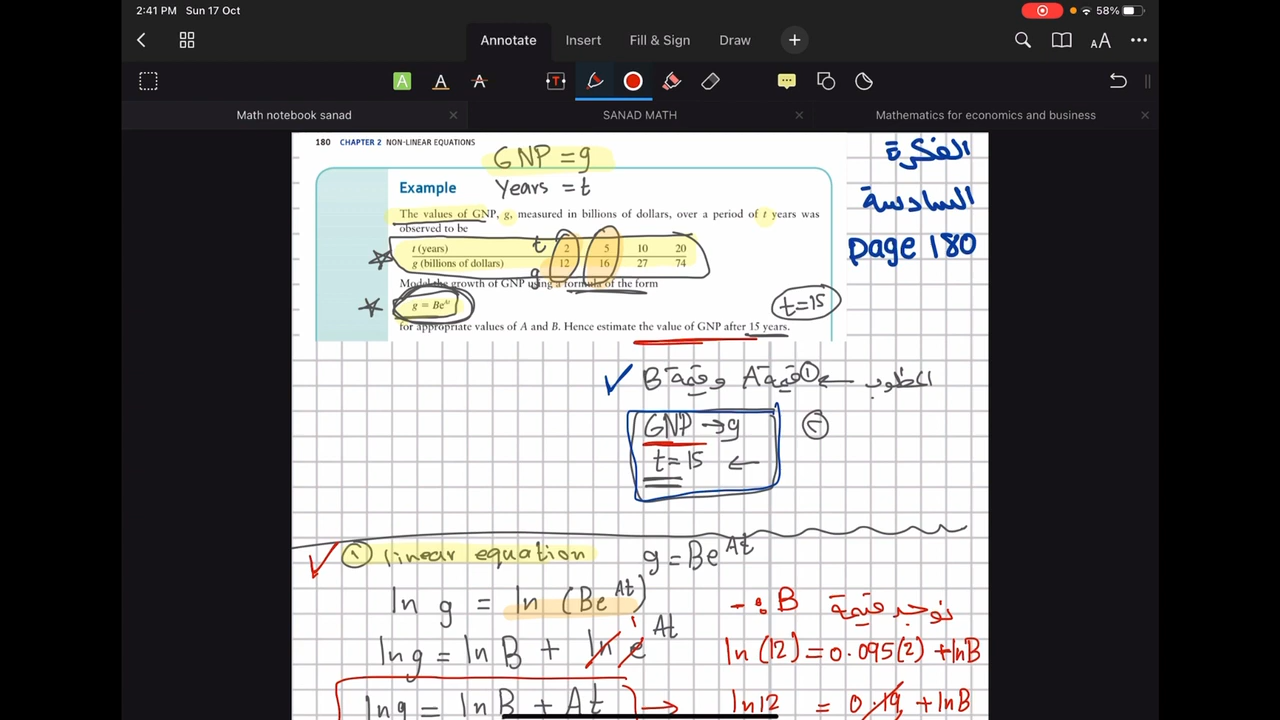 2:41 PM Sun 17 Oct
58%
Annotate Insert Fill & Sign Draw
Math notebook sanad
SANAD MATH
Mathematics for economics and business
180 CHAPTER 2 NON-LINEAR EQUATIONS
GNP = g
Example
Years = t
The values of GNP, g, measured in billions of dollars, over a period of t years was
observed to be
t (years) t 2 5 10 20
g (billions of dollars) g 12 16 27 74
Model the growth of GNP using a formula of the form
g = Be^At
t=15
for appropriate values of A and B. Hence estimate the value of GNP after 15 years.
الفكرة
السادسة
page 180
المطلوب ← ① قيمة A وقيمة B
② GNP → g
t = 15 ←
① linear equation
g = Be^At
ln g = ln (Be^At)
ln g = ln B + ln e^At
ln g = ln B + At →
نوجد قيمة B :-
ln (12) = 0.095(2) + ln B
ln 12 = 0.19 + ln B